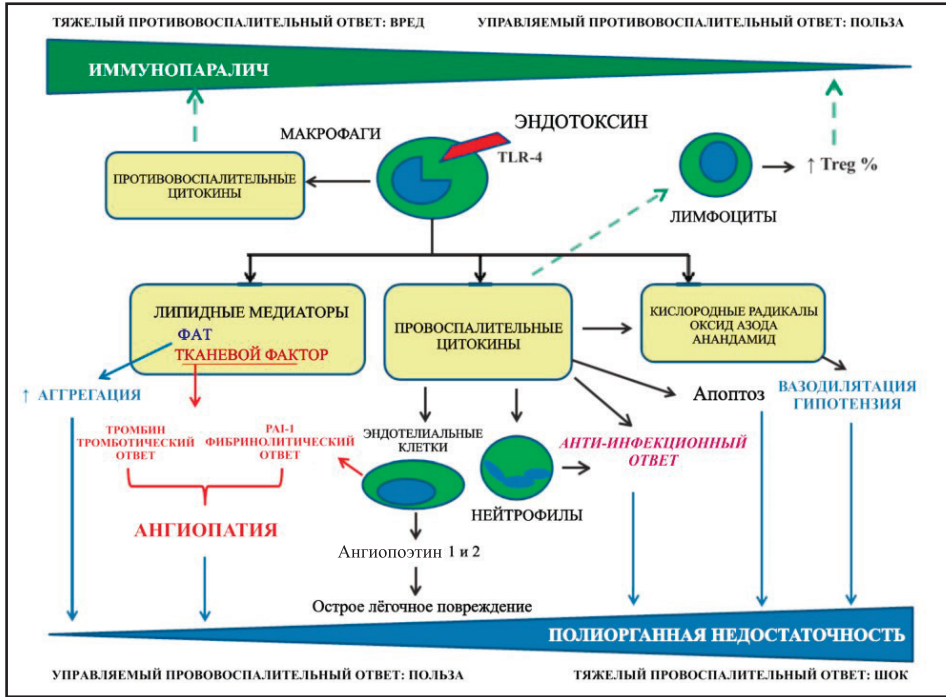 ТЯЖЕЛЫЙ ПРОТИВОВОСПАЛИТЕЛЬНЫЙ ОТВЕТ: ВРЕД
УПРАВЛЯЕМЫЙ ПРОТИВОВОСПАЛИТЕЛЬНЫЙ ОТВЕТ: ПОЛЬЗА
ИММУНОПАРАЛИЧ
МАКРОФАГИ
ЭНДОТОКСИН
TLR-4
ПРОТИВОВОСПАЛИТЕЛЬНЫЕ
ЦИТОКИНЫ
↑ Treg %
ЛИМФОЦИТЫ
ЛИПИДНЫЕ МЕДИАТОРЫ
ФАТ
ТКАНЕВОЙ ФАКТОР
ПРОВОСПАЛИТЕЛЬНЫЕ
ЦИТОКИНЫ
КИСЛОРОДНЫЕ РАДИКАЛЫ
ОКСИД АЗОДА
АНАНДАМИД
↑ АГГРЕГАЦИЯ
Апоптоз
ВАЗОДИЛЯТАЦИЯ
ГИПОТЕНЗИЯ
ТРОМБИН
ТРОМБОТИЧЕСКИЙ
ОТВЕТ
PAI-1
ФИБРИНОЛИТИЧЕСКИЙ
ОТВЕТ
ЭНДОТЕЛИАЛЬНЫЕ
КЛЕТКИ
АНТИ-ИНФЕКЦИОННЫЙ
ОТВЕТ
НЕЙТРОФИЛЫ
АНГИОПАТИЯ
Ангиопоэтин 1 и 2
Острое лёгочное повреждение
ПОЛИОРГАННАЯ НЕДОСТАТОЧНОСТЬ
УПРАВЛЯЕМЫЙ ПРОВОВОСПАЛИТЕЛЬНЫЙ ОТВЕТ: ПОЛЬЗА
ТЯЖЕЛЫЙ ПРОВОСПАЛИТЕЛЬНЫЙ ОТВЕТ: ШОК